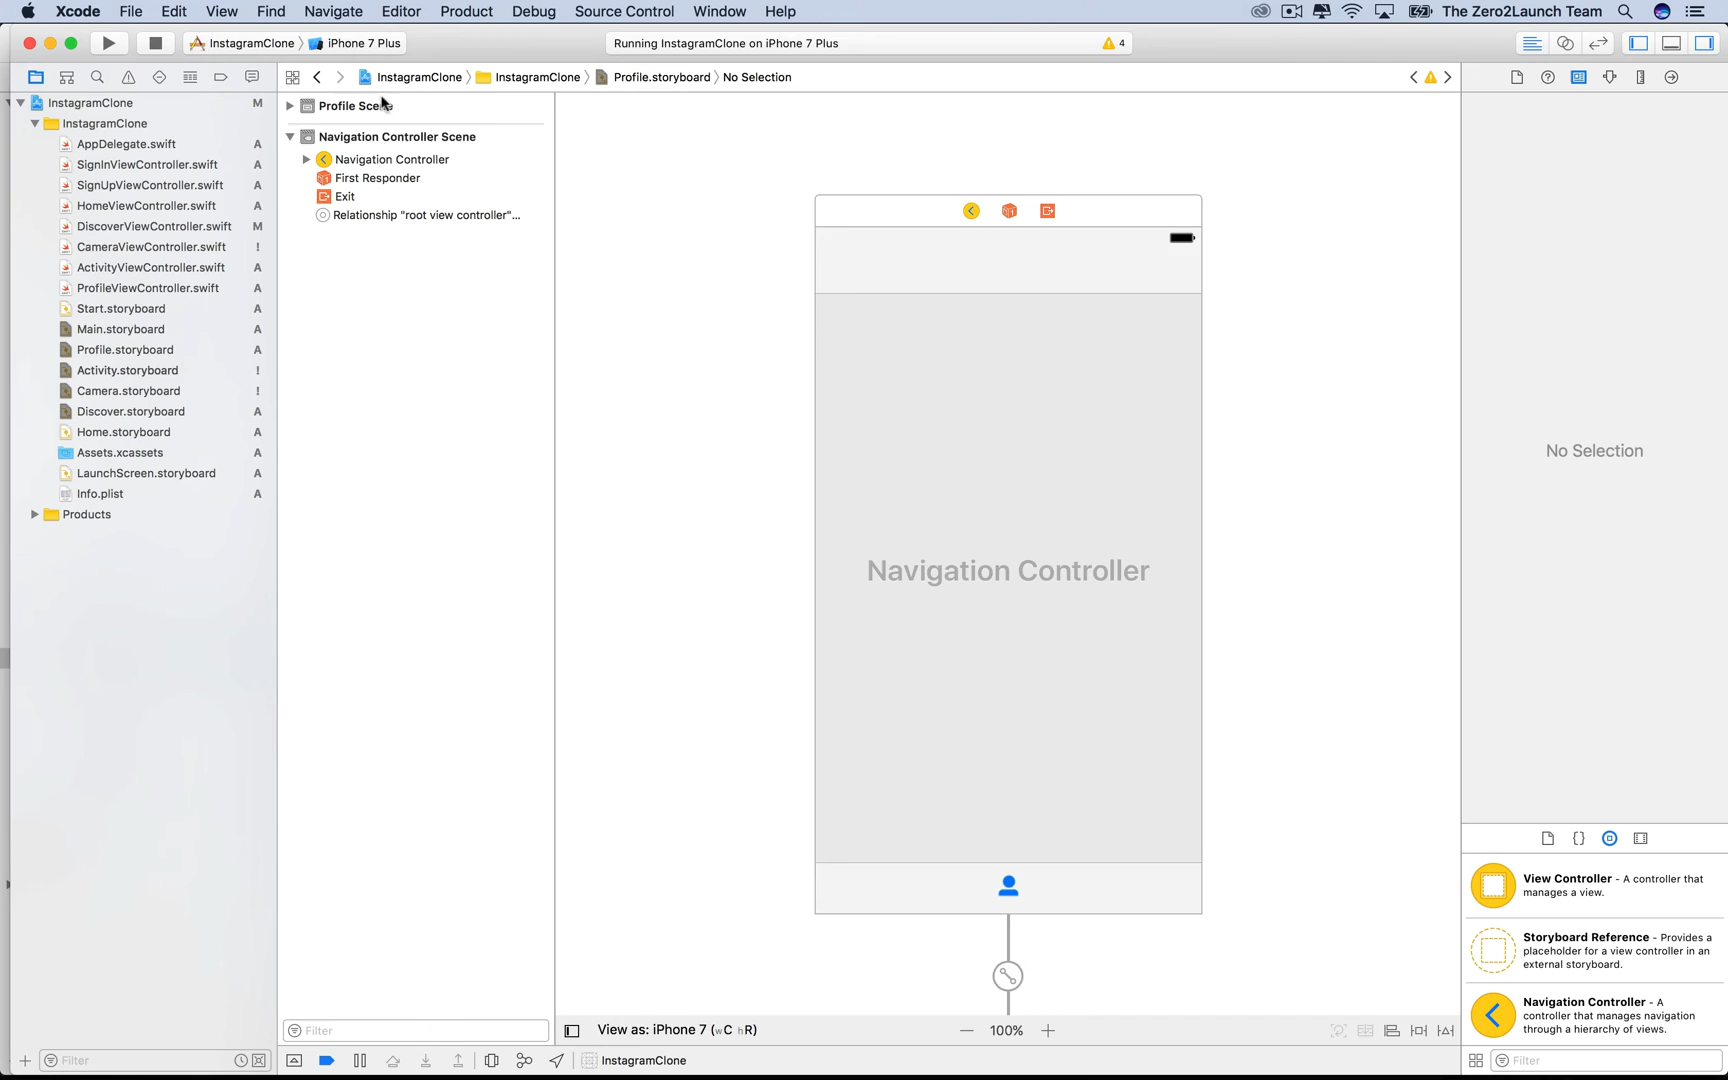 Xcode File Edit View Find Navigate Editor Product Debug Source Control Window Help The Zero2Launch Team
InstagramClone iPhone 7 Plus Running InstagramClone on iPhone 7 Plus 4
InstagramClone InstagramClone Profile.storyboard No Selection
InstagramClone M
InstagramClone
AppDelegate.swift A
SignInViewController.swift A
SignUpViewController.swift A
HomeViewController.swift A
DiscoverViewController.swift M
CameraViewController.swift !
ActivityViewController.swift A
ProfileViewController.swift A
Start.storyboard A
Main.storyboard A
Profile.storyboard A
Activity.storyboard !
Camera.storyboard !
Discover.storyboard A
Home.storyboard A
Assets.xcassets A
LaunchScreen.storyboard A
Info.plist A
Products
Filter
Profile Scene
Navigation Controller Scene
Navigation Controller
First Responder
Exit
Relationship "root view controller"...
Filter
Navigation Controller
View as: iPhone 7 (wC hR)
100%
InstagramClone
No Selection
View Controller - A controller that
manages a view.
Storyboard Reference - Provides a
placeholder for a view controller in an
external storyboard.
Navigation Controller - A
controller that manages navigation
through a hierarchy of views.
Filter